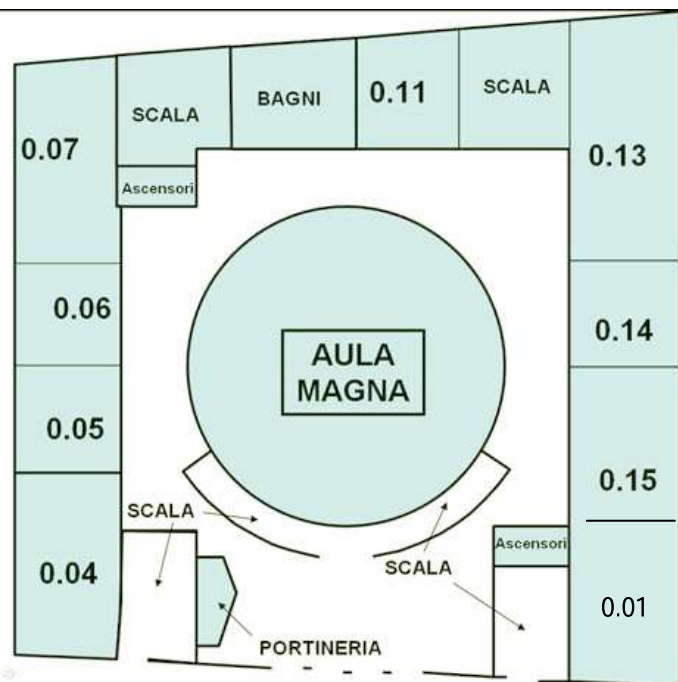 SCALA
BAGNI
0.11
SCALA
0.07
0.13
Ascensori
0.06
0.14
AULA
MAGNA
0.05
0.15
SCALA
Ascensori
SCALA
0.04
0.01
PORTINERIA